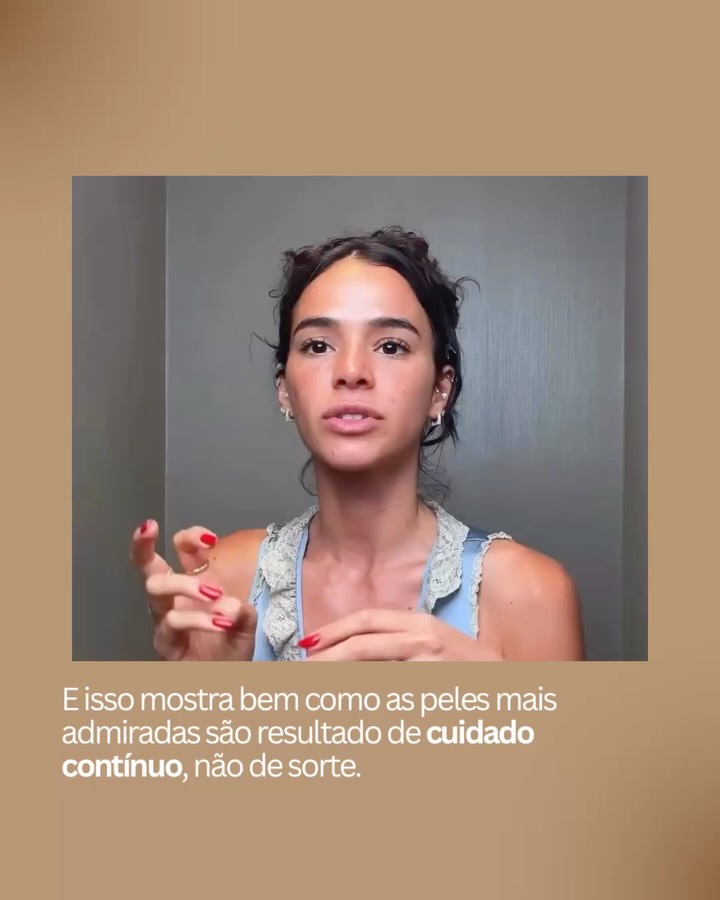 E isso mostra bem como as peles mais
admiradas são resultado de cuidado
contínuo, não de sorte.